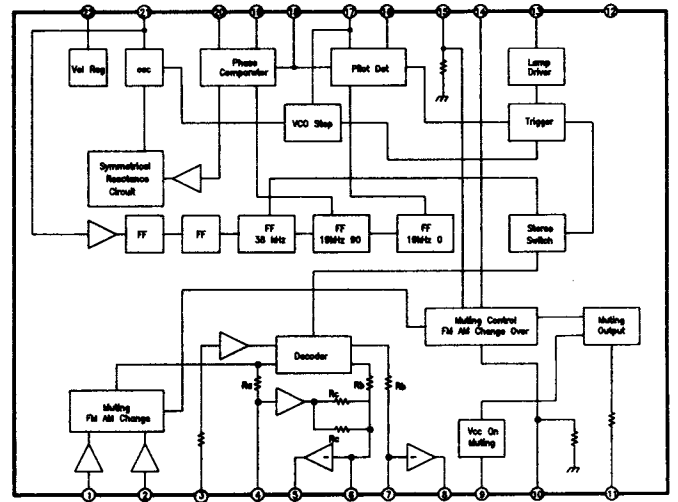 22 21 20 19 18 17 16 15 14 13 12
Vol Reg
osc
Phase
Comparator
Pilot Det
Lamp
Driver
VCO Stop
Trigger
Symmetrical
Reactance
Circuit
FF
FF
FF
38 kHz
FF
19kHz 90
FF
19kHz 0
Stereo
Switch
Muting Control
FM AM Change Over
Muting
Output
Decoder
Ra
Rc
Rb
Rb
Muting
FM AM Change
Rc
Vcc On
Muting
1 2 3 4 5 6 7 8 9 10 11